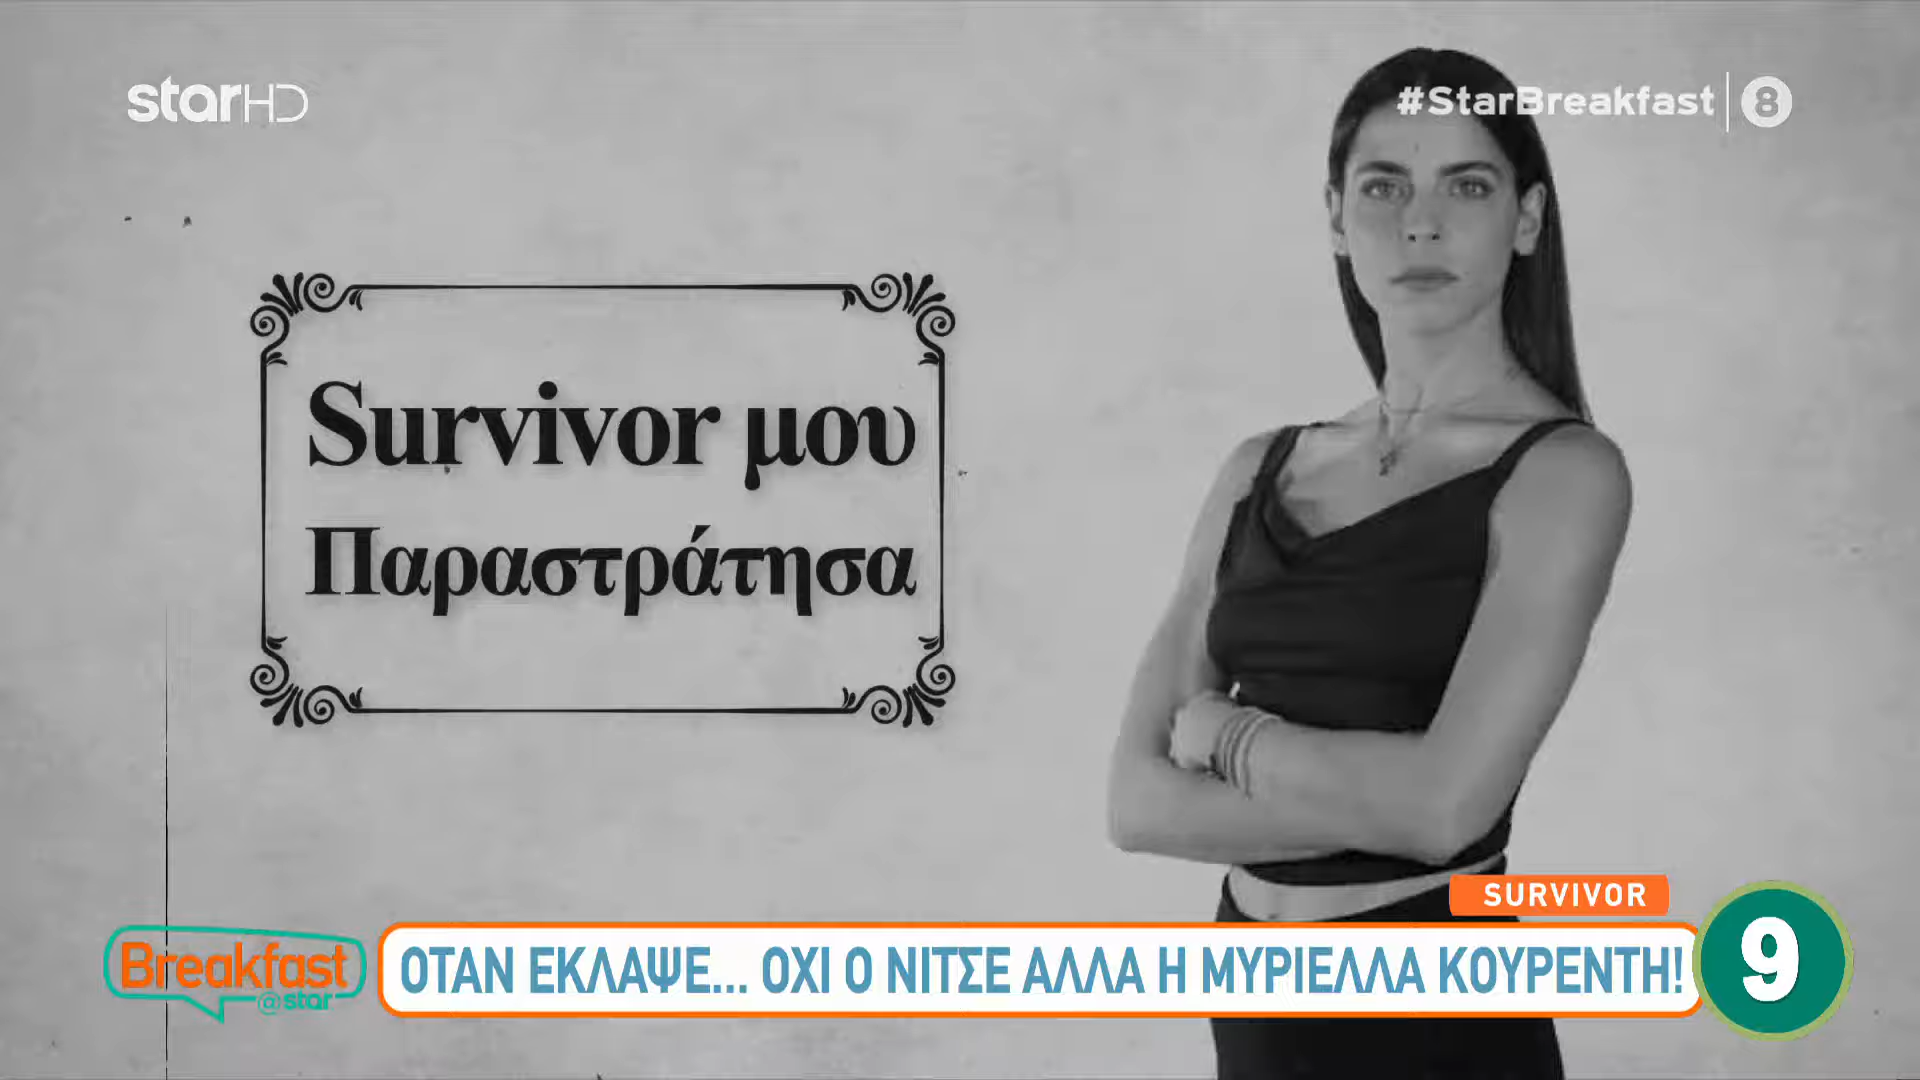 starHD
#StarBreakfast 8
Survivor μου
Παραστράτησα
SURVIVOR
Breakfast
@star
ΟΤΑΝ ΕΚΛΑΨΕ... ΟΧΙ Ο ΝΙΤΣΕ ΑΛΛΑ Η ΜΥΡΙΕΛΛΑ ΚΟΥΡΕΝΤΗ!
9